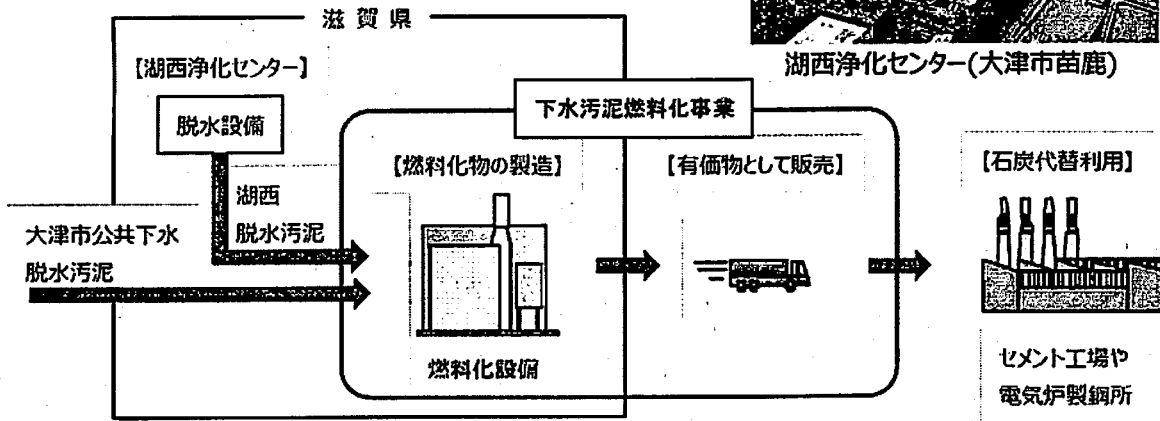 滋賀県
湖西浄化センター(大津市苗鹿)
【湖西浄化センター】
脱水設備
下水汚泥燃料化事業
【燃料化物の製造】
【有価物として販売】
【石炭代替利用】
湖西
脱水汚泥
大津市公共下水
脱水汚泥
燃料化設備
セメント工場や
電気炉製鋼所